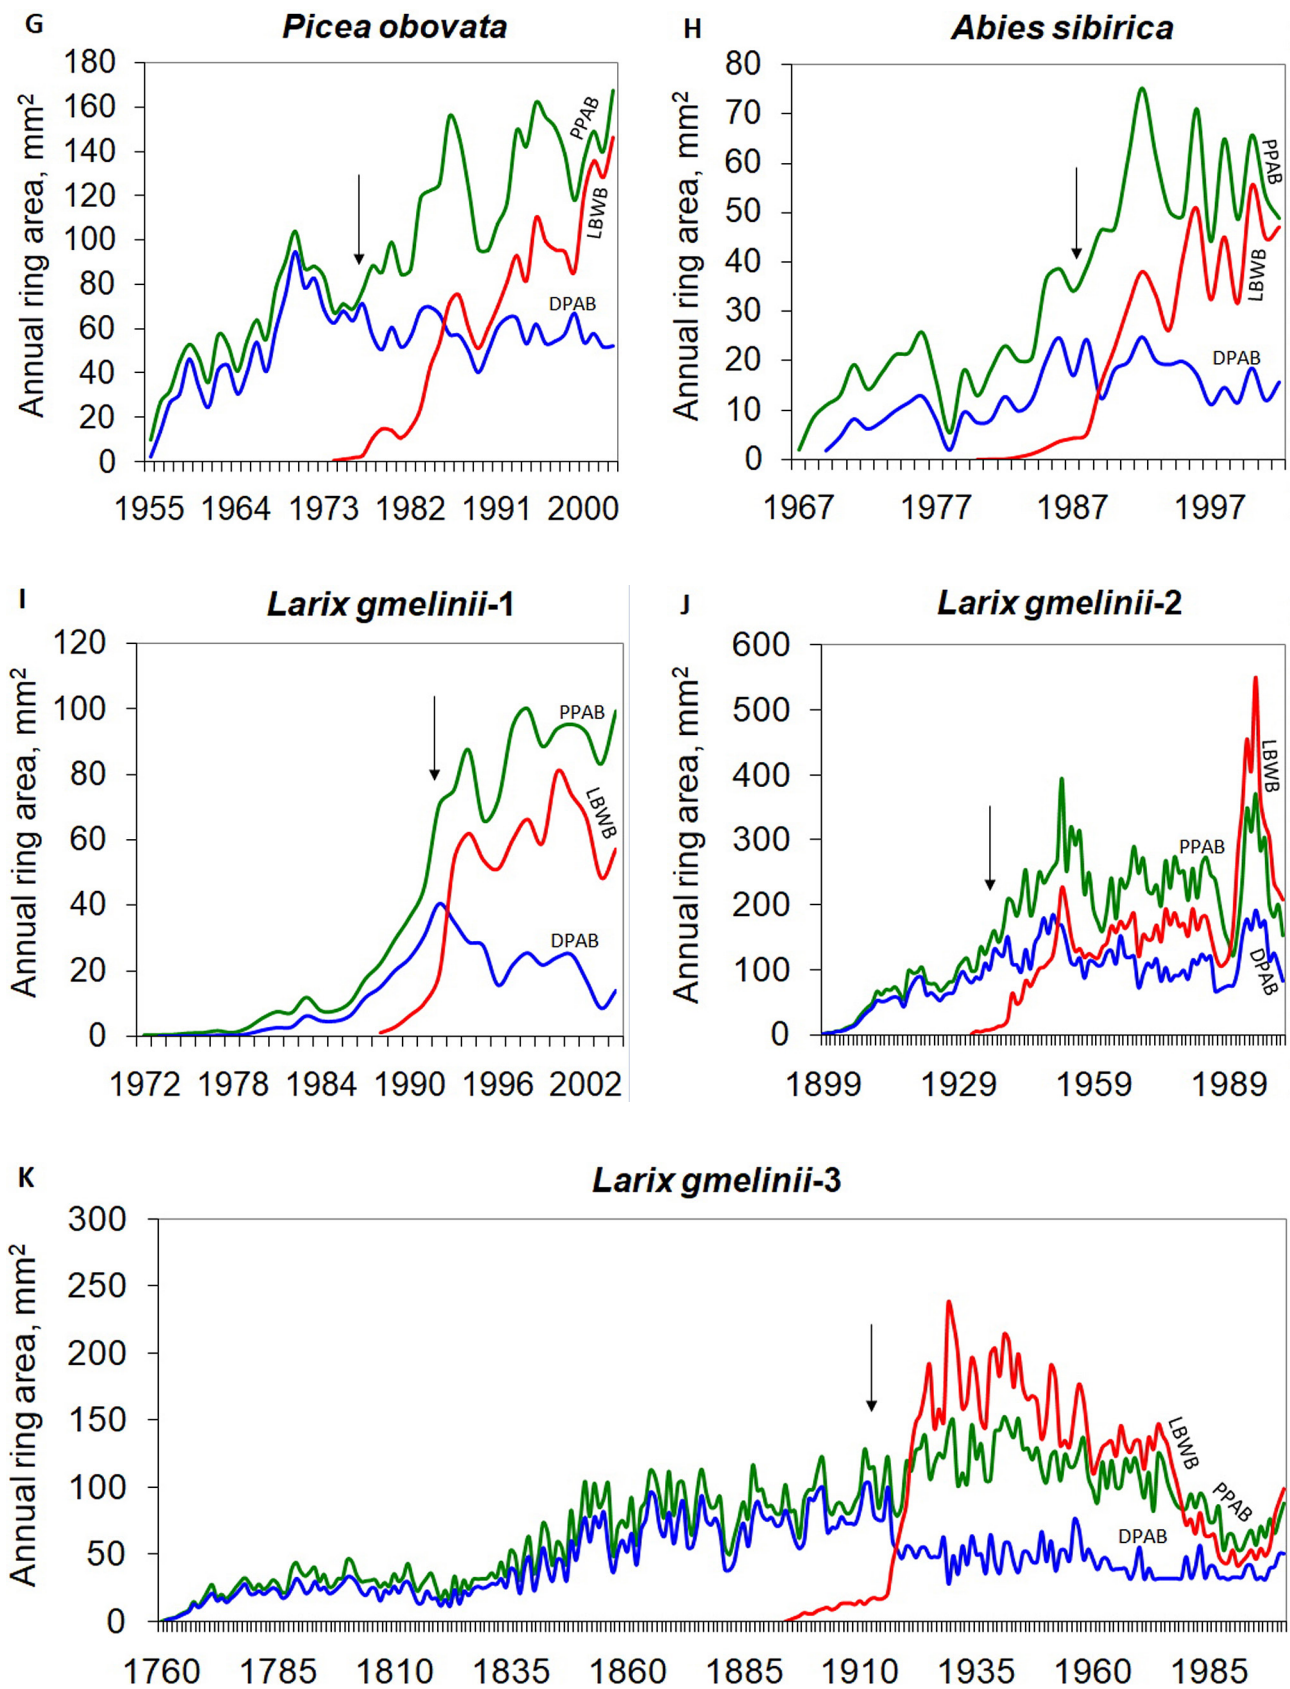 G
Picea obovata
Annual ring area, mm²
180
160
140
120
100
80
60
40
20
0
PPAB
LBWB
DPAB
1955 1964 1973 1982 1991 2000
H
Abies sibirica
Annual ring area, mm²
80
70
60
50
40
30
20
10
0
PPAB
LBWB
DPAB
1967 1977 1987 1997
I
Larix gmelinii-1
Annual ring area, mm²
120
100
80
60
40
20
0
PPAB
LBWB
DPAB
1972 1978 1984 1990 1996 2002
J
Larix gmelinii-2
Annual ring area, mm²
600
500
400
300
200
100
0
LBWB
PPAB
DPAB
1899 1929 1959 1989
K
Larix gmelinii-3
Annual ring area, mm²
300
250
200
150
100
50
0
LBWB
PPAB
DPAB
1760 1785 1810 1835 1860 1885 1910 1935 1960 1985